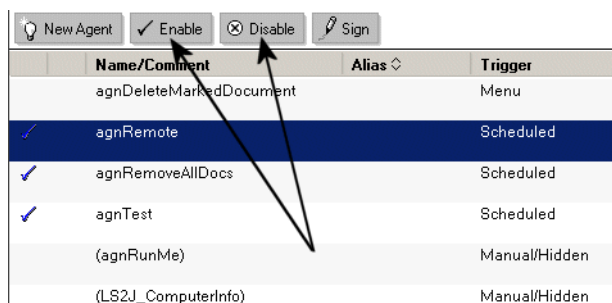 New Agent Enable Disable Sign
Name/Comment Alias Trigger
agnDeleteMarkedDocument Menu
agnRemote Scheduled
agnRemoveAllDocs Scheduled
agnTest Scheduled
(agnRunMe) Manual/Hidden
(LS2J_ComputerInfo) Manual/Hidden